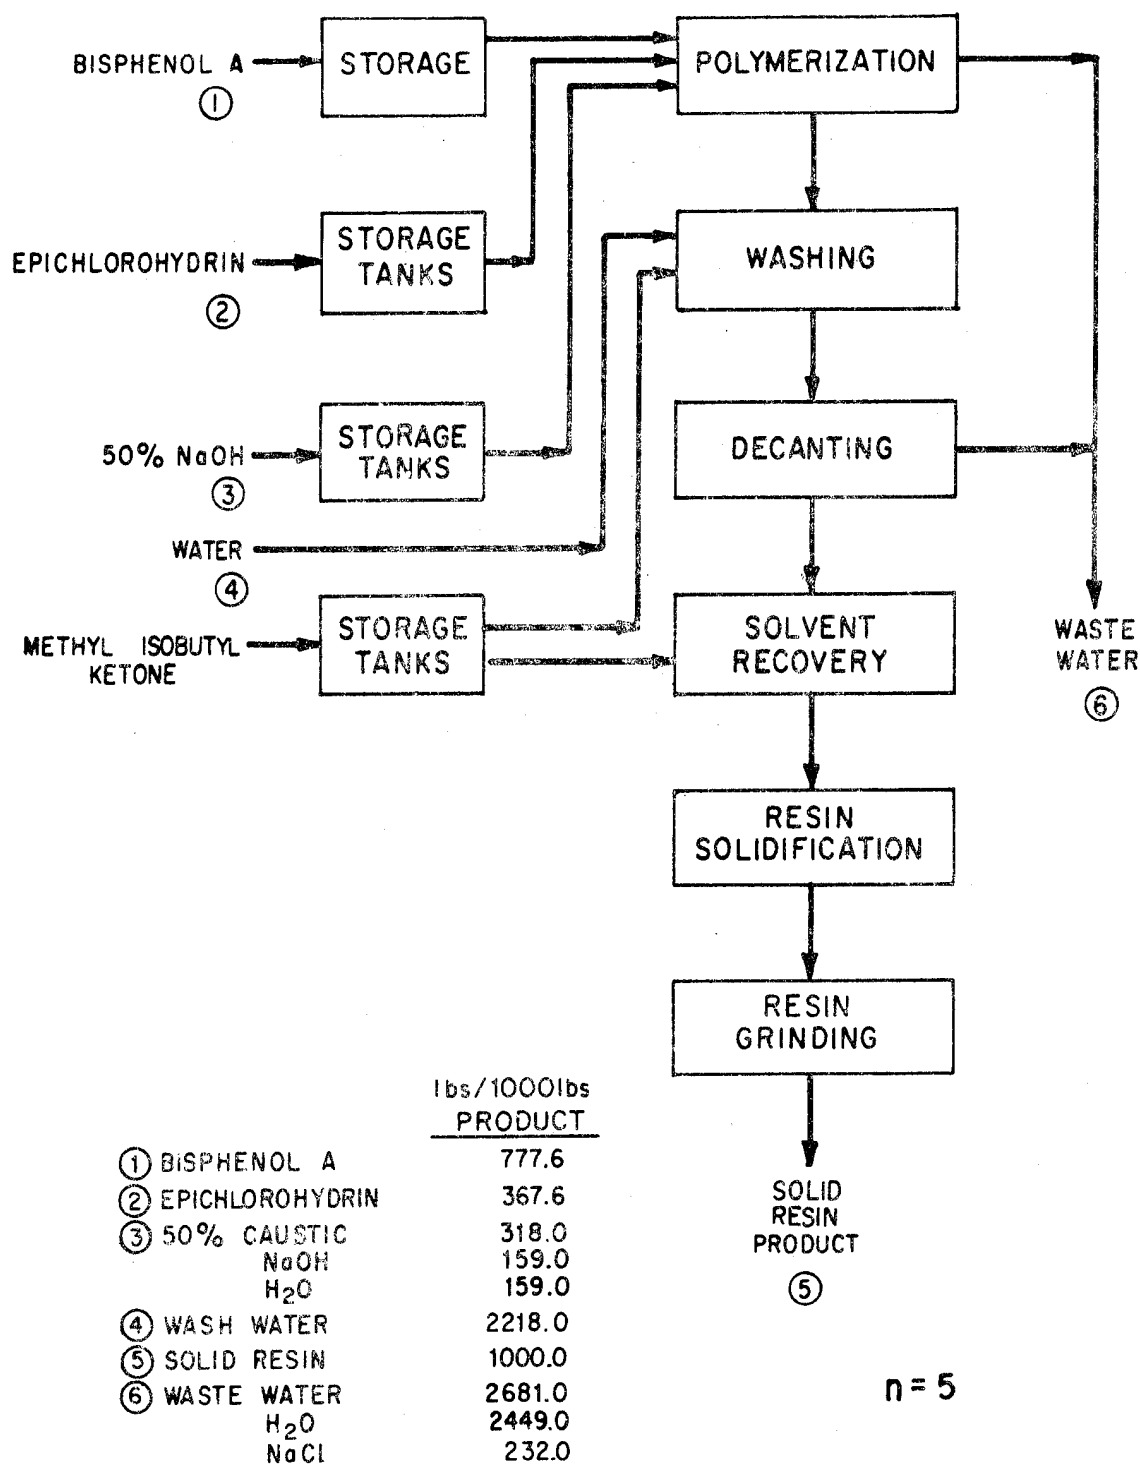 BISPHENOL A
①
STORAGE
POLYMERIZATION
EPICHLOROHYDRIN
②
STORAGE
TANKS
WASHING
50% NaOH
③
STORAGE
TANKS
DECANTING
WATER
④
METHYL ISOBUTYL
KETONE
STORAGE
TANKS
SOLVENT
RECOVERY
WASTE
WATER
⑥
RESIN
SOLIDIFICATION
RESIN
GRINDING
SOLID
RESIN
PRODUCT
⑤
lbs/1000lbs
PRODUCT
① BISPHENOL A 777.6
② EPICHLOROHYDRIN 367.6
③ 50% CAUSTIC 318.0
NaOH 159.0
H₂O 159.0
④ WASH WATER 2218.0
⑤ SOLID RESIN 1000.0
⑥ WASTE WATER 2681.0
H₂O 2449.0
NaCl 232.0
n = 5